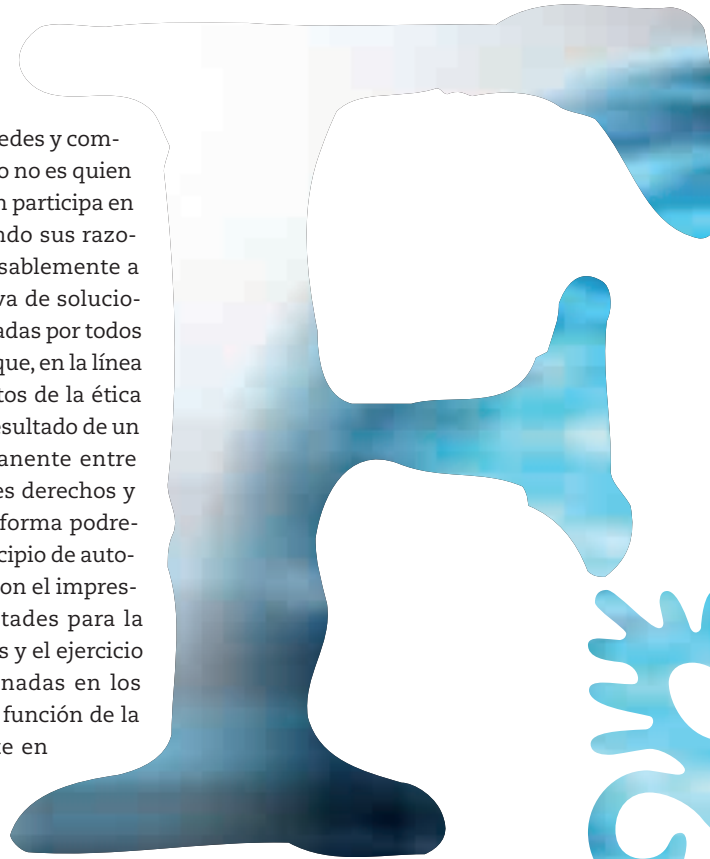 edes y com-
o no es quien
n participa en
ndo sus razo-
sablemente a
va de solucio-
adas por todos
que, en la línea
tos de la ética
esultado de un
anente entre
es derechos y
forma podre-
cipio de auto-
on el impres-
tades para la
s y el ejercicio
nadas en los
función de la
te en
F